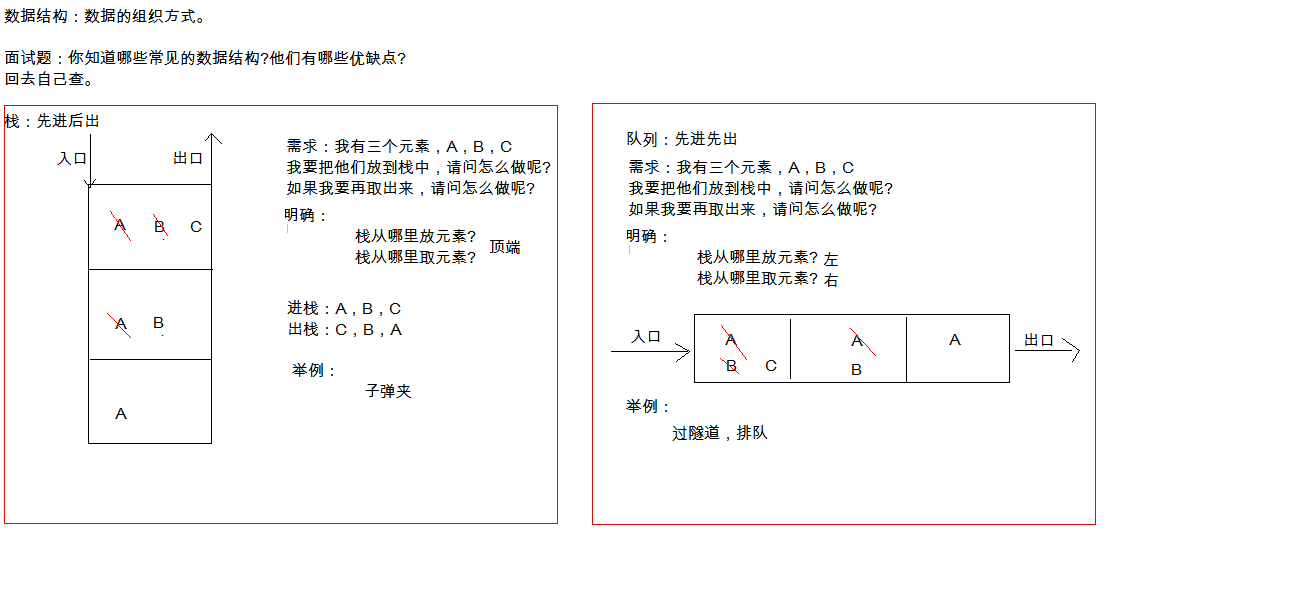 数据结构：数据的组织方式。
面试题：你知道哪些常见的数据结构?他们有哪些优缺点?
回去自己查。
栈：先进后出
入口
出口
A B C
A B
A
需求：我有三个元素，A，B，C
我要把他们放到栈中，请问怎么做呢?
如果我要再取出来，请问怎么做呢?
明确：
栈从哪里放元素?
栈从哪里取元素?
顶端
进栈：A，B，C
出栈：C，B，A
举例：
子弹夹
队列：先进先出
需求：我有三个元素，A，B，C
我要把他们放到栈中，请问怎么做呢?
如果我要再取出来，请问怎么做呢?
明确：
栈从哪里放元素? 左
栈从哪里取元素? 右
入口
A A A
B C B
出口
举例：
过隧道，排队